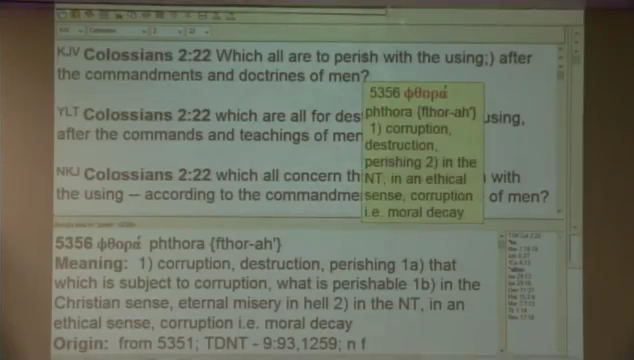 KJV Colossians 2:22 Which all are to perish with the using;) after
the commandments and doctrines of men?
YLT Colossians 2:22 which are all for des using,
after the commands and teachings of men
NKJ Colossians 2:22 which all concern th with
the using -- according to the commandme of men?
5356 φθορά
phthora {fthor-ah'}
1) corruption,
destruction,
perishing 2) in the
NT, in an ethical
sense, corruption
i.e. moral decay
5356 φθορά phthora {fthor-ah'}
Meaning: 1) corruption, destruction, perishing 1a) that
which is subject to corruption, what is perishable 1b) in the
Christian sense, eternal misery in hell 2) in the NT, in an
ethical sense, corruption i.e. moral decay
Origin: from 5351; TDNT - 9:93,1259; n f